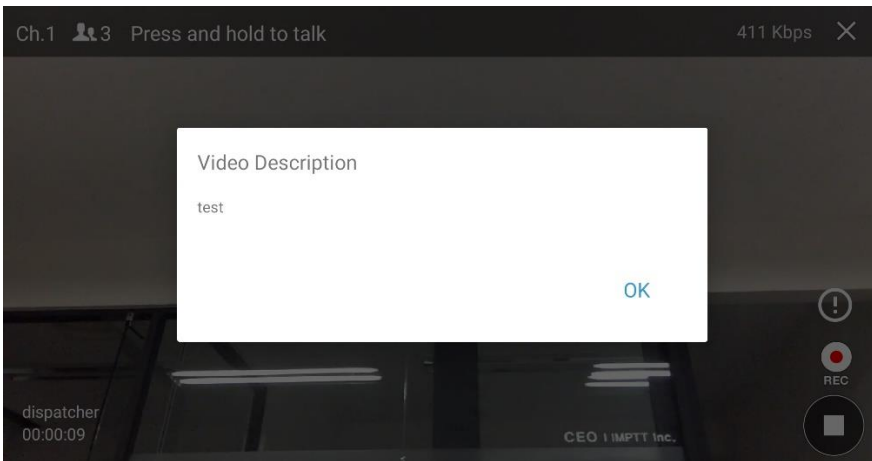 Ch.1 3 Press and hold to talk 411 Kbps
Video Description
test
OK
REC
dispatcher
00:00:09
CEO IMPTT Inc.